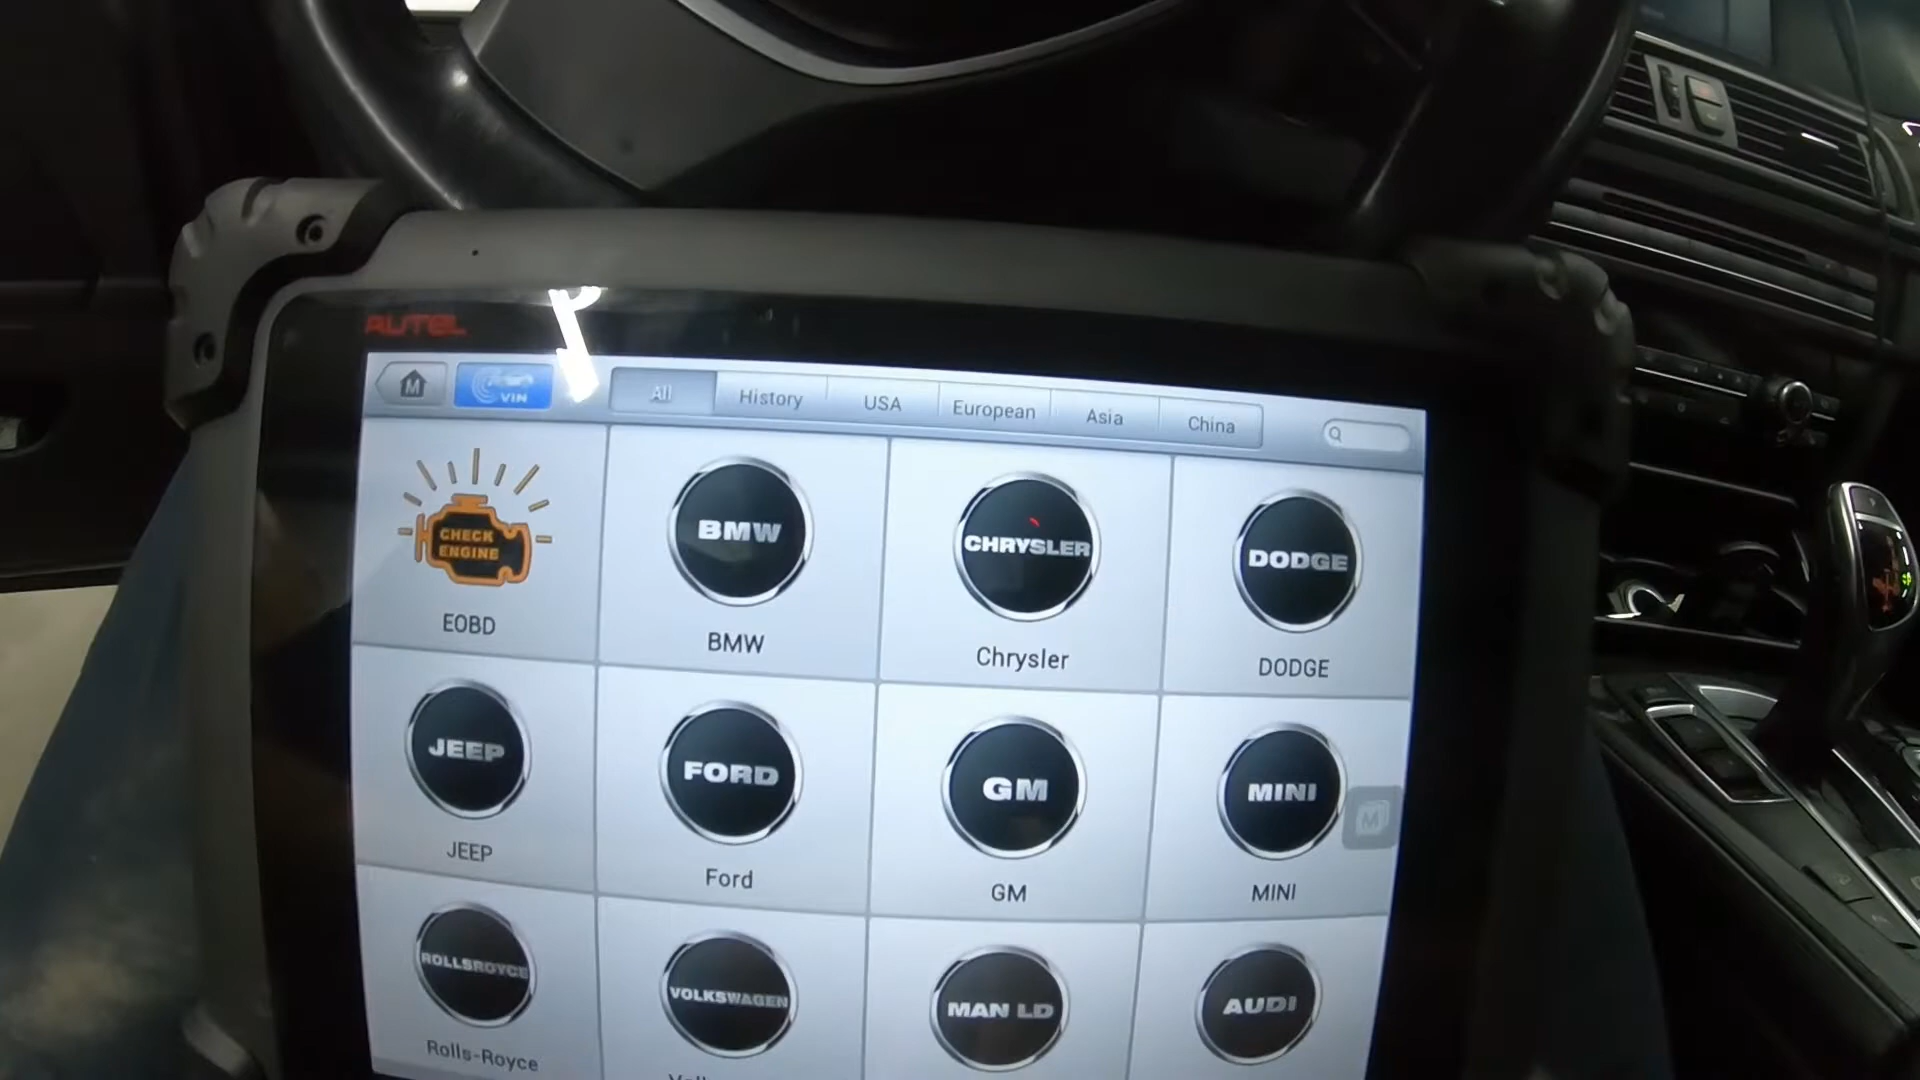 AUTEL
M VIN All History USA European Asia China
CHECK
ENGINE
BMW
CHRYSLER
DODGE
EOBD
BMW
Chrysler
DODGE
JEEP
FORD
GM
MINI
M
JEEP
Ford
GM
MINI
ROLLSROYCE
VOLKSWAGEN
MAN LD
AUDI
Rolls-Royce